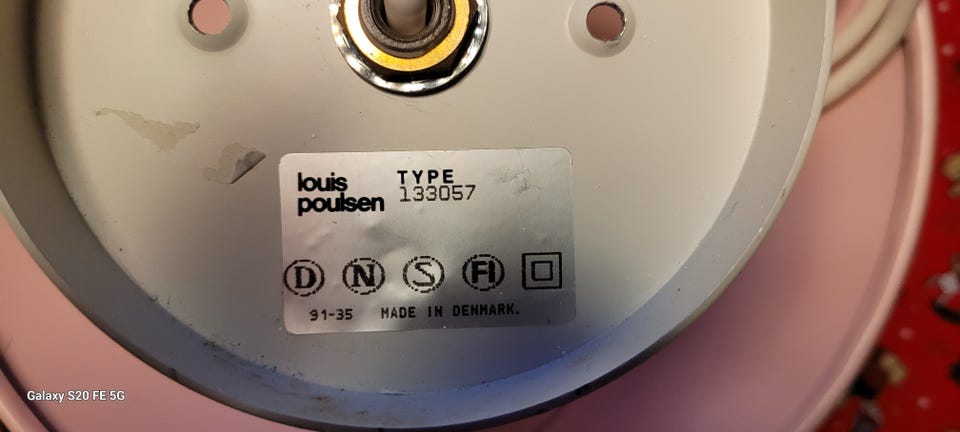 louis
poulsen
TYPE
133057
D N S FI
91-35 MADE IN DENMARK.
Galaxy S20 FE 5G